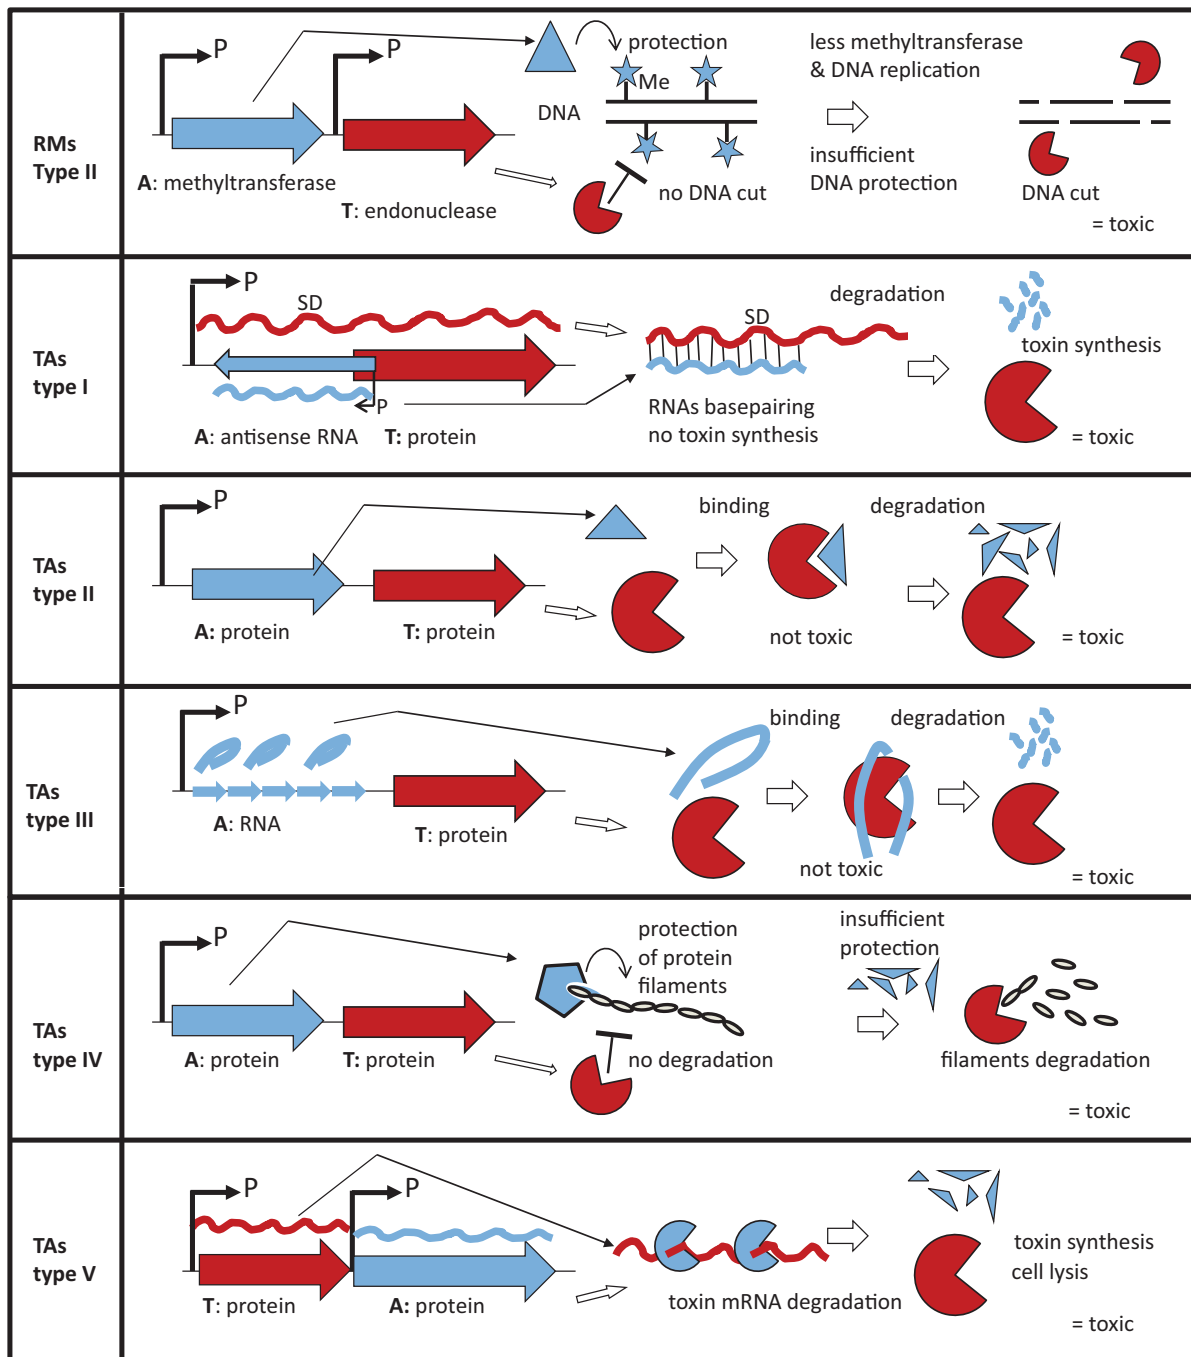 RMs
Type II
P
P
A: methyltransferase
T: endonuclease
DNA
protection
Me
no DNA cut
less methyltransferase
& DNA replication
insufficient
DNA protection
DNA cut
= toxic
TAs
type I
P
SD
P
A: antisense RNA
T: protein
SD
RNAs basepairing
no toxin synthesis
degradation
toxin synthesis
= toxic
TAs
type II
P
A: protein
T: protein
binding
not toxic
degradation
= toxic
TAs
type III
P
A: RNA
T: protein
binding
not toxic
degradation
= toxic
TAs
type IV
P
A: protein
T: protein
protection
of protein
filaments
no degradation
insufficient
protection
filaments degradation
= toxic
TAs
type V
P
P
T: protein
A: protein
toxin mRNA degradation
toxin synthesis
cell lysis
= toxic